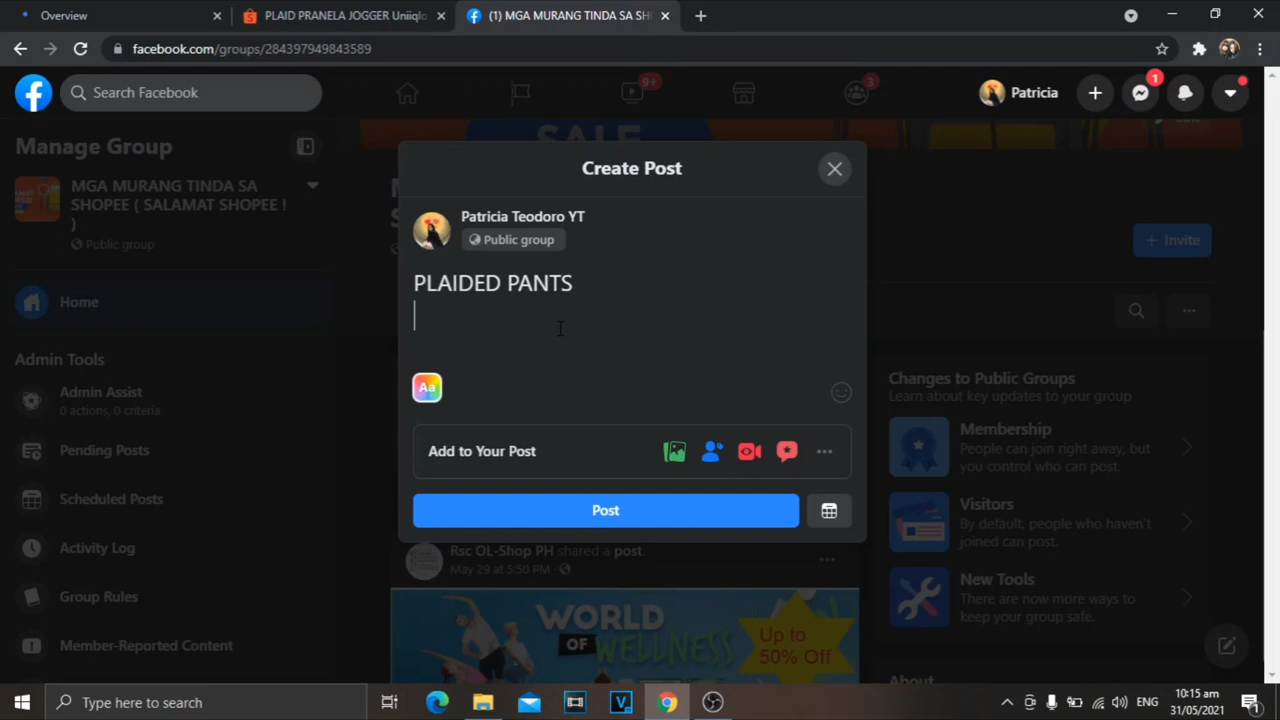 Overview
PLAID PRANELA JOGGER Uniiqlo
(1) MGA MURANG TINDA SA SH
facebook.com/groups/284397949843589
Search Facebook
9+
3
Patricia
1
SALE
Manage Group
MGA MURANG TINDA SA
SHOPEE ( SALAMAT SHOPEE !
)
Public group
+ Invite
Home
Admin Tools
Admin Assist
0 actions, 0 criteria
Pending Posts
Scheduled Posts
Activity Log
Group Rules
Member-Reported Content
Create Post
Patricia Teodoro YT
Public group
PLAIDED PANTS
Aa
Add to Your Post
Post
Rsc OL-Shop PH shared a post.
May 29 at 5:50 PM
WORLD
OF WELLNESS
Up to
50% Off
Changes to Public Groups
Learn about key updates to your group
Membership
People can join right away, but
you control who can post.
Visitors
By default, people who haven't
joined can post.
New Tools
There are now more ways to
keep your group safe.
About
Type here to search
ENG
10:15 am
31/05/2021
1